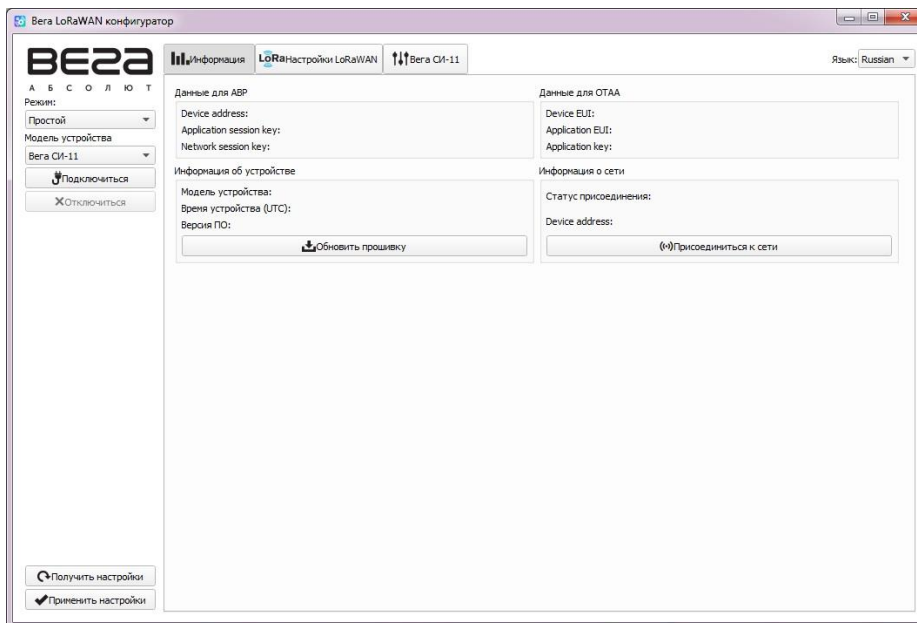 Вега LoRaWAN конфигуратор
ВЕГА
АБСОЛЮТ
Режим:
Простой
Модель устройства
Вега СИ-11
Подключиться
Отключиться
Получить настройки
Применить настройки
Информация
LoRa Настройки LoRaWAN
Вега СИ-11
Язык: Russian
Данные для ABP
Device address:
Application session key:
Network session key:
Данные для OTAA
Device EUI:
Application EUI:
Application key:
Информация об устройстве
Модель устройства:
Время устройства (UTC):
Версия ПО:
Обновить прошивку
Информация о сети
Статус присоединения:
Device address:
Присоединиться к сети